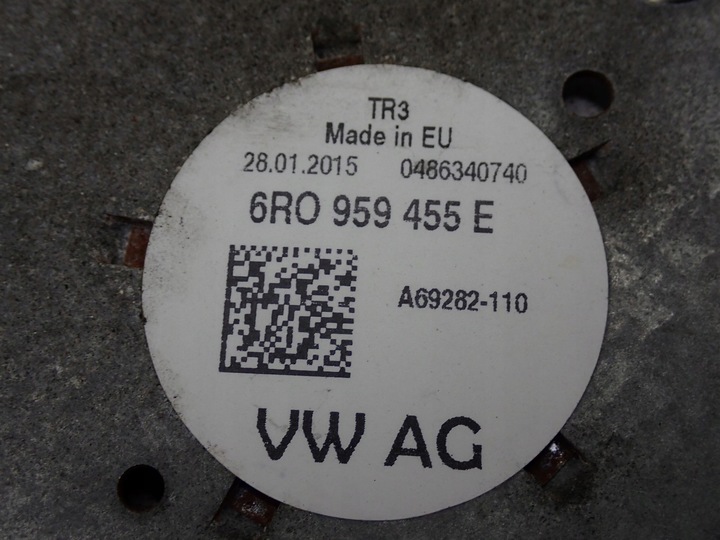 TR3
Made in EU
28.01.2015 0486340740
6R0 959 455 E
A69282-110
VW AG